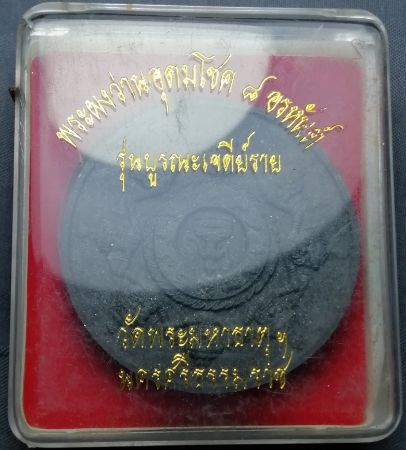 พระผงว่านอุดมโชค ๘ อรหันต์
รุ่นบูรณะเจดีย์ราย
วัดพระมหาธาตุฯ
นครศรีธรรมราช